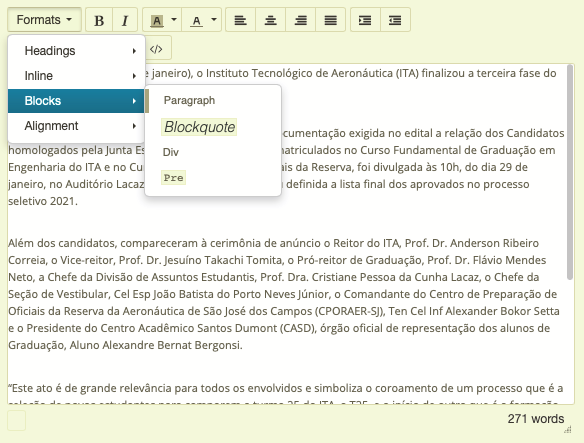 Formats
B I A A
Headings
Inline
Blocks
Alignment
Paragraph
Blockquote
Div
Pre
</>
e janeiro), o Instituto Tecnológico de Aeronáutica (ITA) finalizou a terceira fase do
ocumentação exigida no edital a relação dos Candidatos
homologados pela Junta Es matriculados no Curso Fundamental de Graduação em
Engenharia do ITA e no Cu is da Reserva, foi divulgada às 10h, do dia 29 de
janeiro, no Auditório Lacaz definida a lista final dos aprovados no processo
seletivo 2021.
Além dos candidatos, compareceram à cerimônia de anúncio o Reitor do ITA, Prof. Dr. Anderson Ribeiro
Correia, o Vice-reitor, Prof. Dr. Jesuíno Takachi Tomita, o Pró-reitor de Graduação, Prof. Dr. Flávio Mendes
Neto, a Chefe da Divisão de Assuntos Estudantis, Prof. Dra. Cristiane Pessoa da Cunha Lacaz, o Chefe da
Seção de Vestibular, Cel Esp João Batista do Porto Neves Júnior, o Comandante do Centro de Preparação de
Oficiais da Reserva da Aeronáutica de São José dos Campos (CPORAER-SJ), Ten Cel Inf Alexander Bokor Setta
e o Presidente do Centro Acadêmico Santos Dumont (CASD), órgão oficial de representação dos alunos de
Graduação, Aluno Alexandre Bernat Bergonsi.
“Este ato é de grande relevância para todos os envolvidos e simboliza o coroamento de um processo que é a
271 words